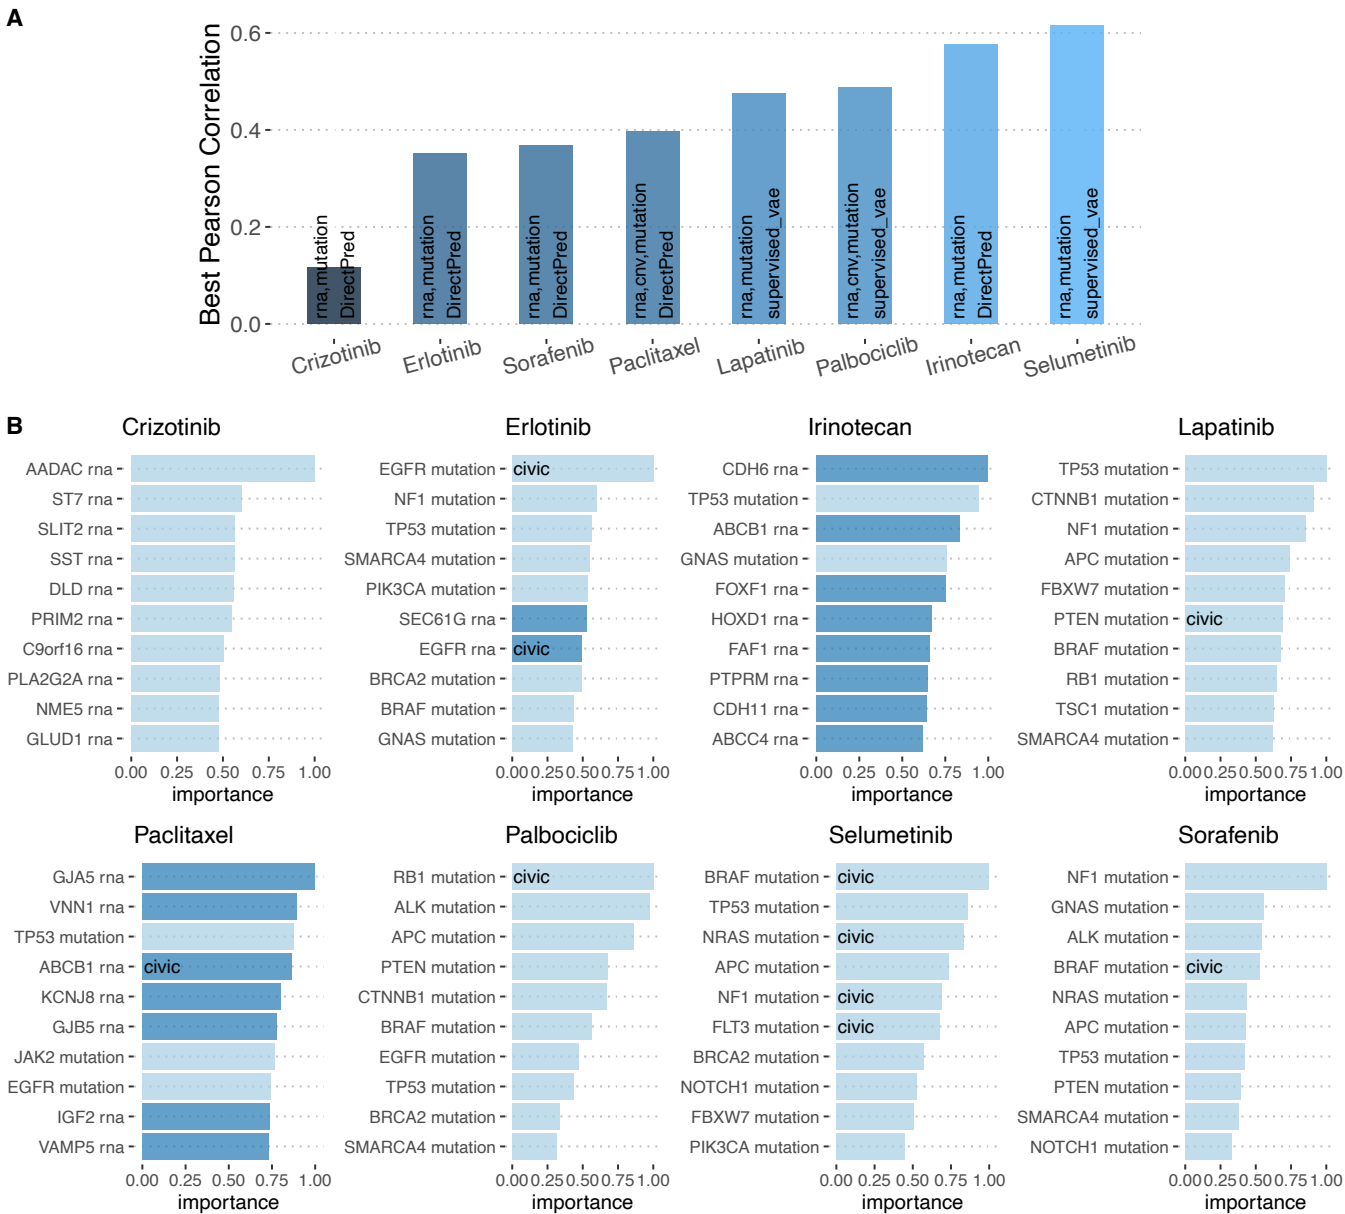 A
Best Pearson Correlation
0.6
0.4
0.2
0.0
rna,mutation
DirectPred
rna,mutation
DirectPred
rna,mutation
DirectPred
rna,cnv,mutation
DirectPred
rna,mutation
supervised_vae
rna,cnv,mutation
supervised_vae
rna,mutation
DirectPred
rna,mutation
supervised_vae
Crizotinib
Erlotinib
Sorafenib
Paclitaxel
Lapatinib
Palbociclib
Irinotecan
Selumetinib
B
Crizotinib
AADAC rna
ST7 rna
SLIT2 rna
SST rna
DLD rna
PRIM2 rna
C9orf16 rna
PLA2G2A rna
NME5 rna
GLUD1 rna
0.00 0.25 0.50 0.75 1.00
importance
Erlotinib
EGFR mutation civic
NF1 mutation
TP53 mutation
SMARCA4 mutation
PIK3CA mutation
SEC61G rna
EGFR rna civic
BRCA2 mutation
BRAF mutation
GNAS mutation
0.00 0.25 0.50 0.75 1.00
importance
Irinotecan
CDH6 rna
TP53 mutation
ABCB1 rna
GNAS mutation
FOXF1 rna
HOXD1 rna
FAF1 rna
PTPRM rna
CDH11 rna
ABCC4 rna
0.00 0.25 0.50 0.75 1.00
importance
Lapatinib
TP53 mutation
CTNNB1 mutation
NF1 mutation
APC mutation
FBXW7 mutation
PTEN mutation civic
BRAF mutation
RB1 mutation
TSC1 mutation
SMARCA4 mutation
0.00 0.25 0.50 0.75 1.00
importance
Paclitaxel
GJA5 rna
VNN1 rna
TP53 mutation
ABCB1 rna civic
KCNJ8 rna
GJB5 rna
JAK2 mutation
EGFR mutation
IGF2 rna
VAMP5 rna
0.00 0.25 0.50 0.75 1.00
importance
Palbociclib
RB1 mutation civic
ALK mutation
APC mutation
PTEN mutation
CTNNB1 mutation
BRAF mutation
EGFR mutation
TP53 mutation
BRCA2 mutation
SMARCA4 mutation
0.00 0.25 0.50 0.75 1.00
importance
Selumetinib
BRAF mutation civic
TP53 mutation
NRAS mutation civic
APC mutation
NF1 mutation civic
FLT3 mutation civic
BRCA2 mutation
NOTCH1 mutation
FBXW7 mutation
PIK3CA mutation
0.00 0.25 0.50 0.75 1.00
importance
Sorafenib
NF1 mutation
GNAS mutation
ALK mutation
BRAF mutation civic
NRAS mutation
APC mutation
TP53 mutation
PTEN mutation
SMARCA4 mutation
NOTCH1 mutation
0.00 0.25 0.50 0.75 1.00
importance